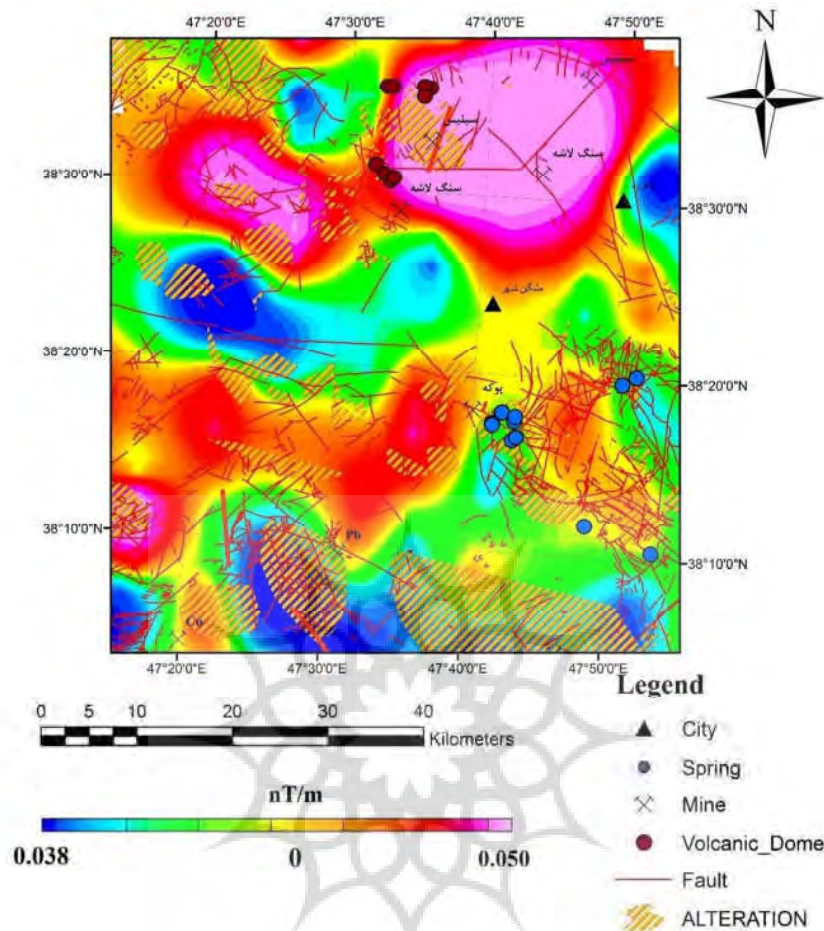 47°20'0"E 47°30'0"E 47°40'0"E 47°50'0"E
N
سیلیس
سنگ لاشه
سنگ لاشه
38°30'0"N
38°30'0"N
مشگین شهر
38°20'0"N
38°20'0"N
پوکه
38°10'0"N
38°10'0"N
Pb
47°20'0"E 47°30'0"E 47°40'0"E 47°50'0"E
0 5 10 20 30 40
Kilometers
nT/m
0.038 0 0.050
Legend
City
Spring
Mine
Volcanic_Dome
Fault
ALTERATION